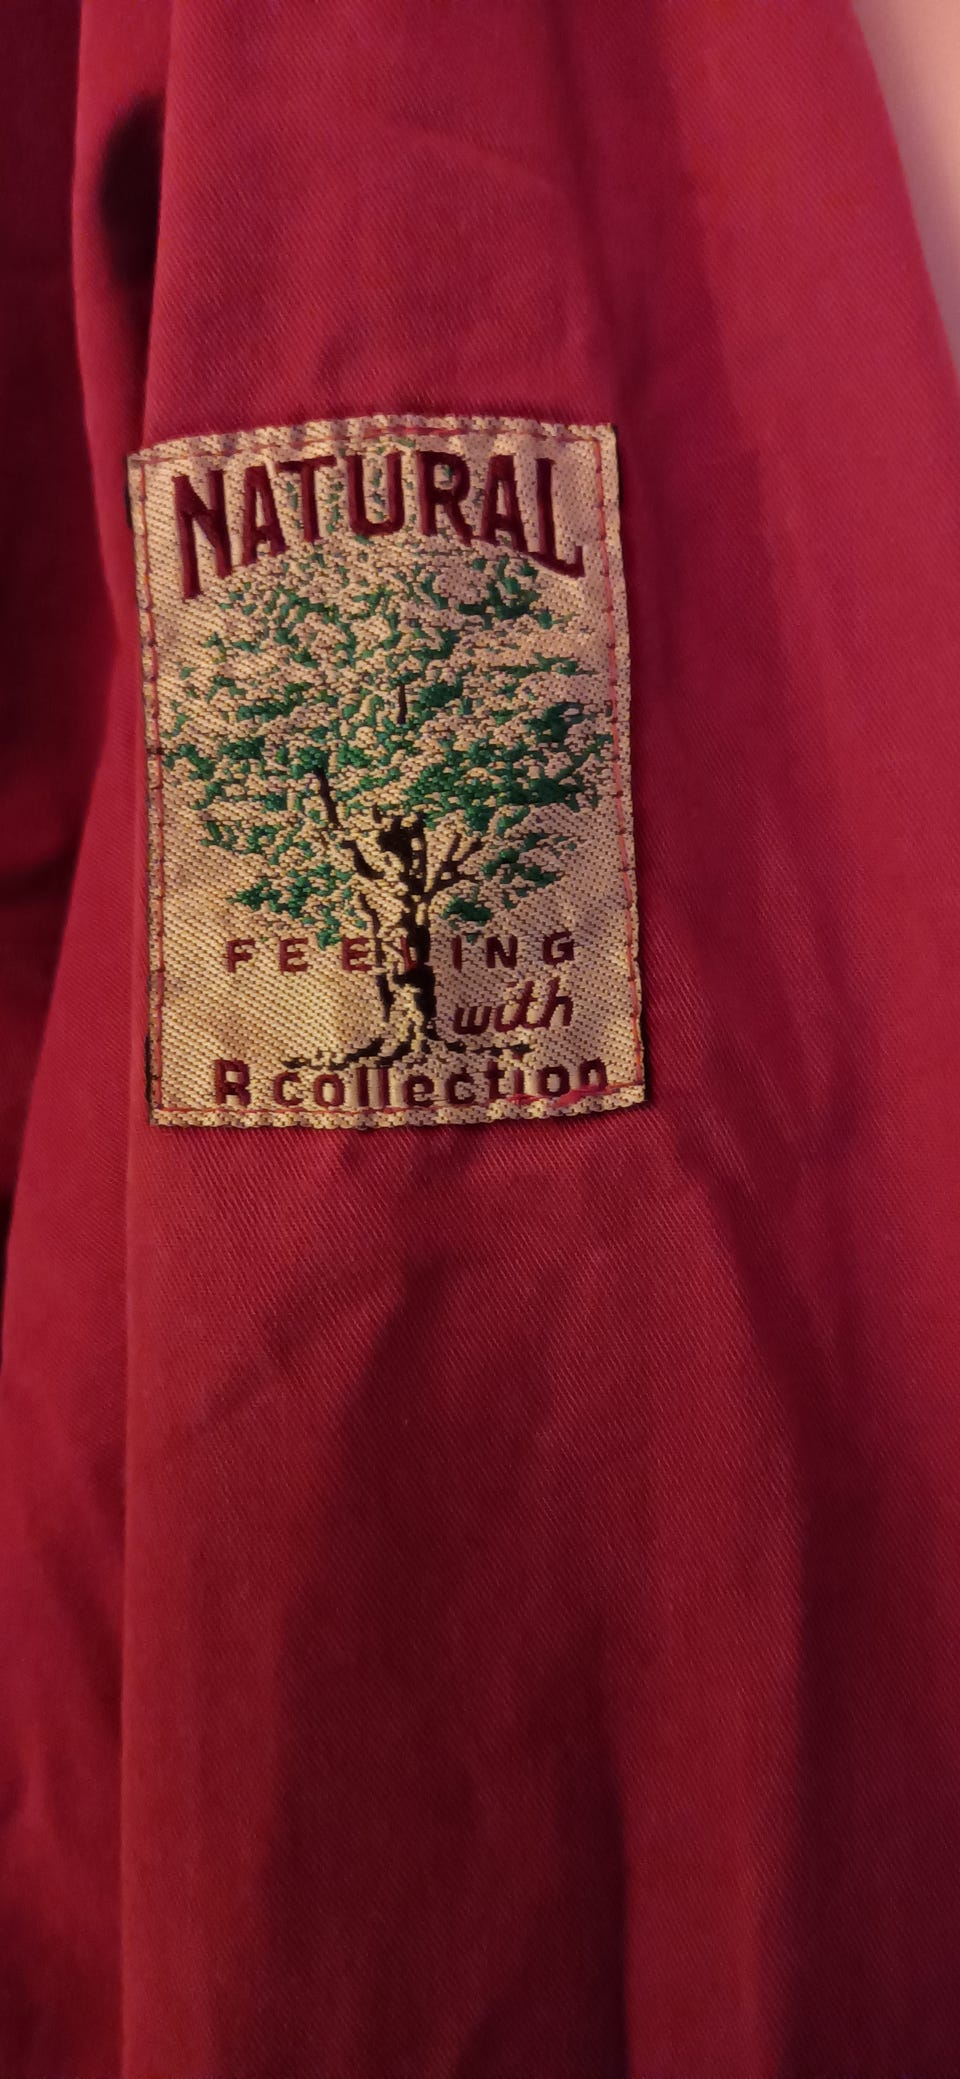 NATURAL
FEELING
with
R collection